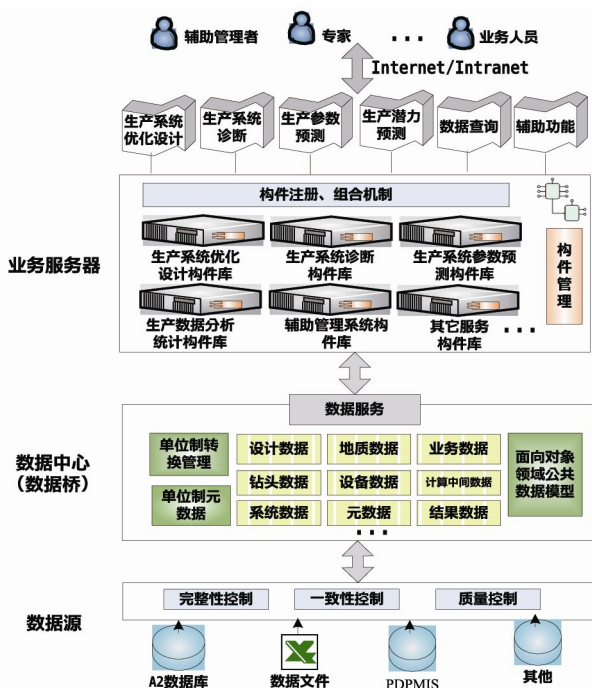 辅助管理者
专家
...
业务人员
Internet/Intranet
生产系统
优化设计
生产系统
诊断
生产参数
预测
生产潜力
预测
数据查询
辅助功能
业务服务器
构件注册、组合机制
生产系统优化
设计构件库
生产系统诊断
构件库
生产系统参数预
测构件库
生产数据分析
统计构件库
辅助管理系统构
件库
其它服务
构件库
...
构
件
管
理
数据中心
（数据桥）
数据服务
单位制转
换管理
单位制元
数据
设计数据
地质数据
业务数据
钻头数据
设备数据
计算中间数据
系统数据
元数据
结果数据
...
面向对象
领域公共
数据模型
数据源
完整性控制
一致性控制
质量控制
A2数据库
数据文件
PDPMIS
其他